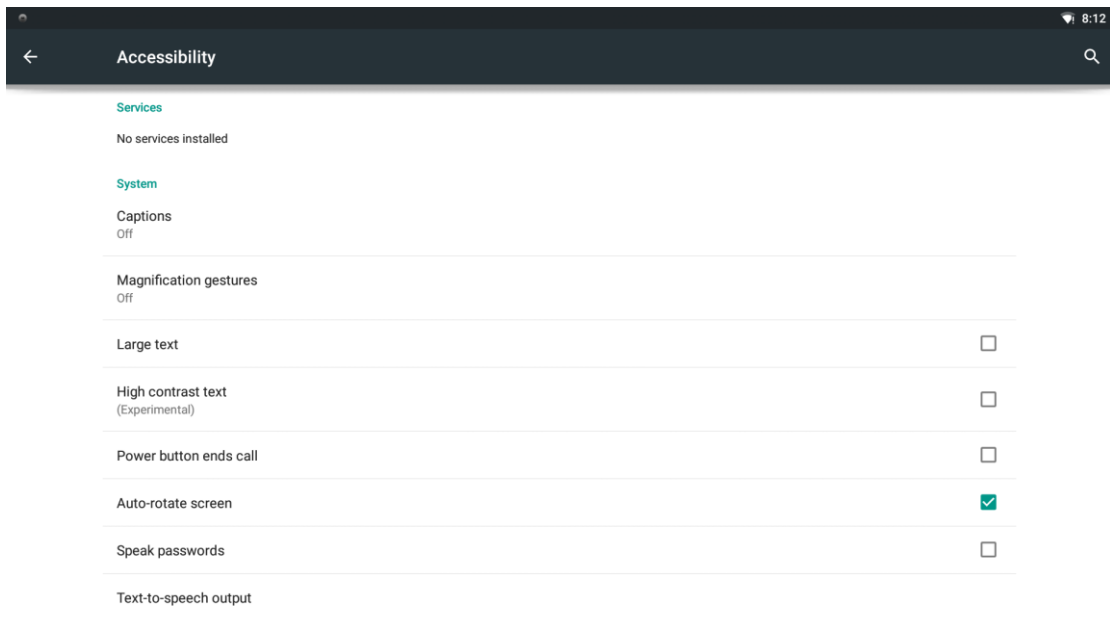 8:12
Accessibility
Services
No services installed
System
Captions
Off
Magnification gestures
Off
Large text
High contrast text
(Experimental)
Power button ends call
Auto-rotate screen
Speak passwords
Text-to-speech output